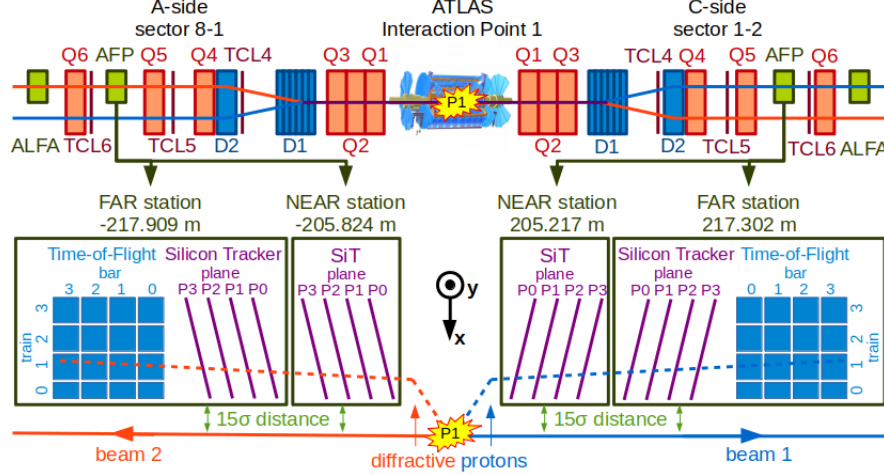 A-side
sector 8-1
ATLAS
Interaction Point 1
C-side
sector 1-2
Q6 AFP Q5 Q4 TCL4 Q3 Q1 Q1 Q3 TCL4 Q4 Q5 AFP Q6
P1
ALFA TCL6 TCL5 D2 D1 Q2 Q2 D1 D2 TCL5 TCL6 ALFA
FAR station
-217.909 m
NEAR station
-205.824 m
NEAR station
205.217 m
FAR station
217.302 m
Time-of-Flight
bar
3 2 1 0
3
2
1
0
train
Silicon Tracker
plane
P3 P2 P1 P0
SiT
plane
P3 P2 P1 P0
y
x
SiT
plane
P0 P1 P2 P3
Silicon Tracker
plane
P0 P1 P2 P3
Time-of-Flight
bar
0 1 2 3
3
2
1
0
train
15σ distance
15σ distance
P1
beam 2
diffractive protons
beam 1